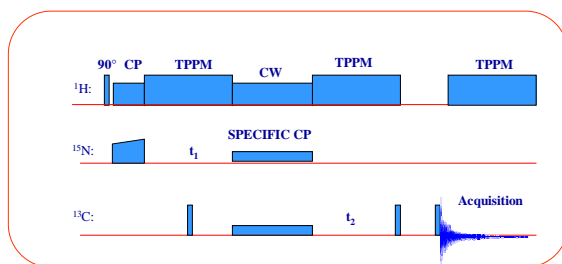 90° CP TPPM CW TPPM TPPM
¹H:
SPECIFIC CP
¹⁵N: t₁
Acquisition
¹³C: t₂